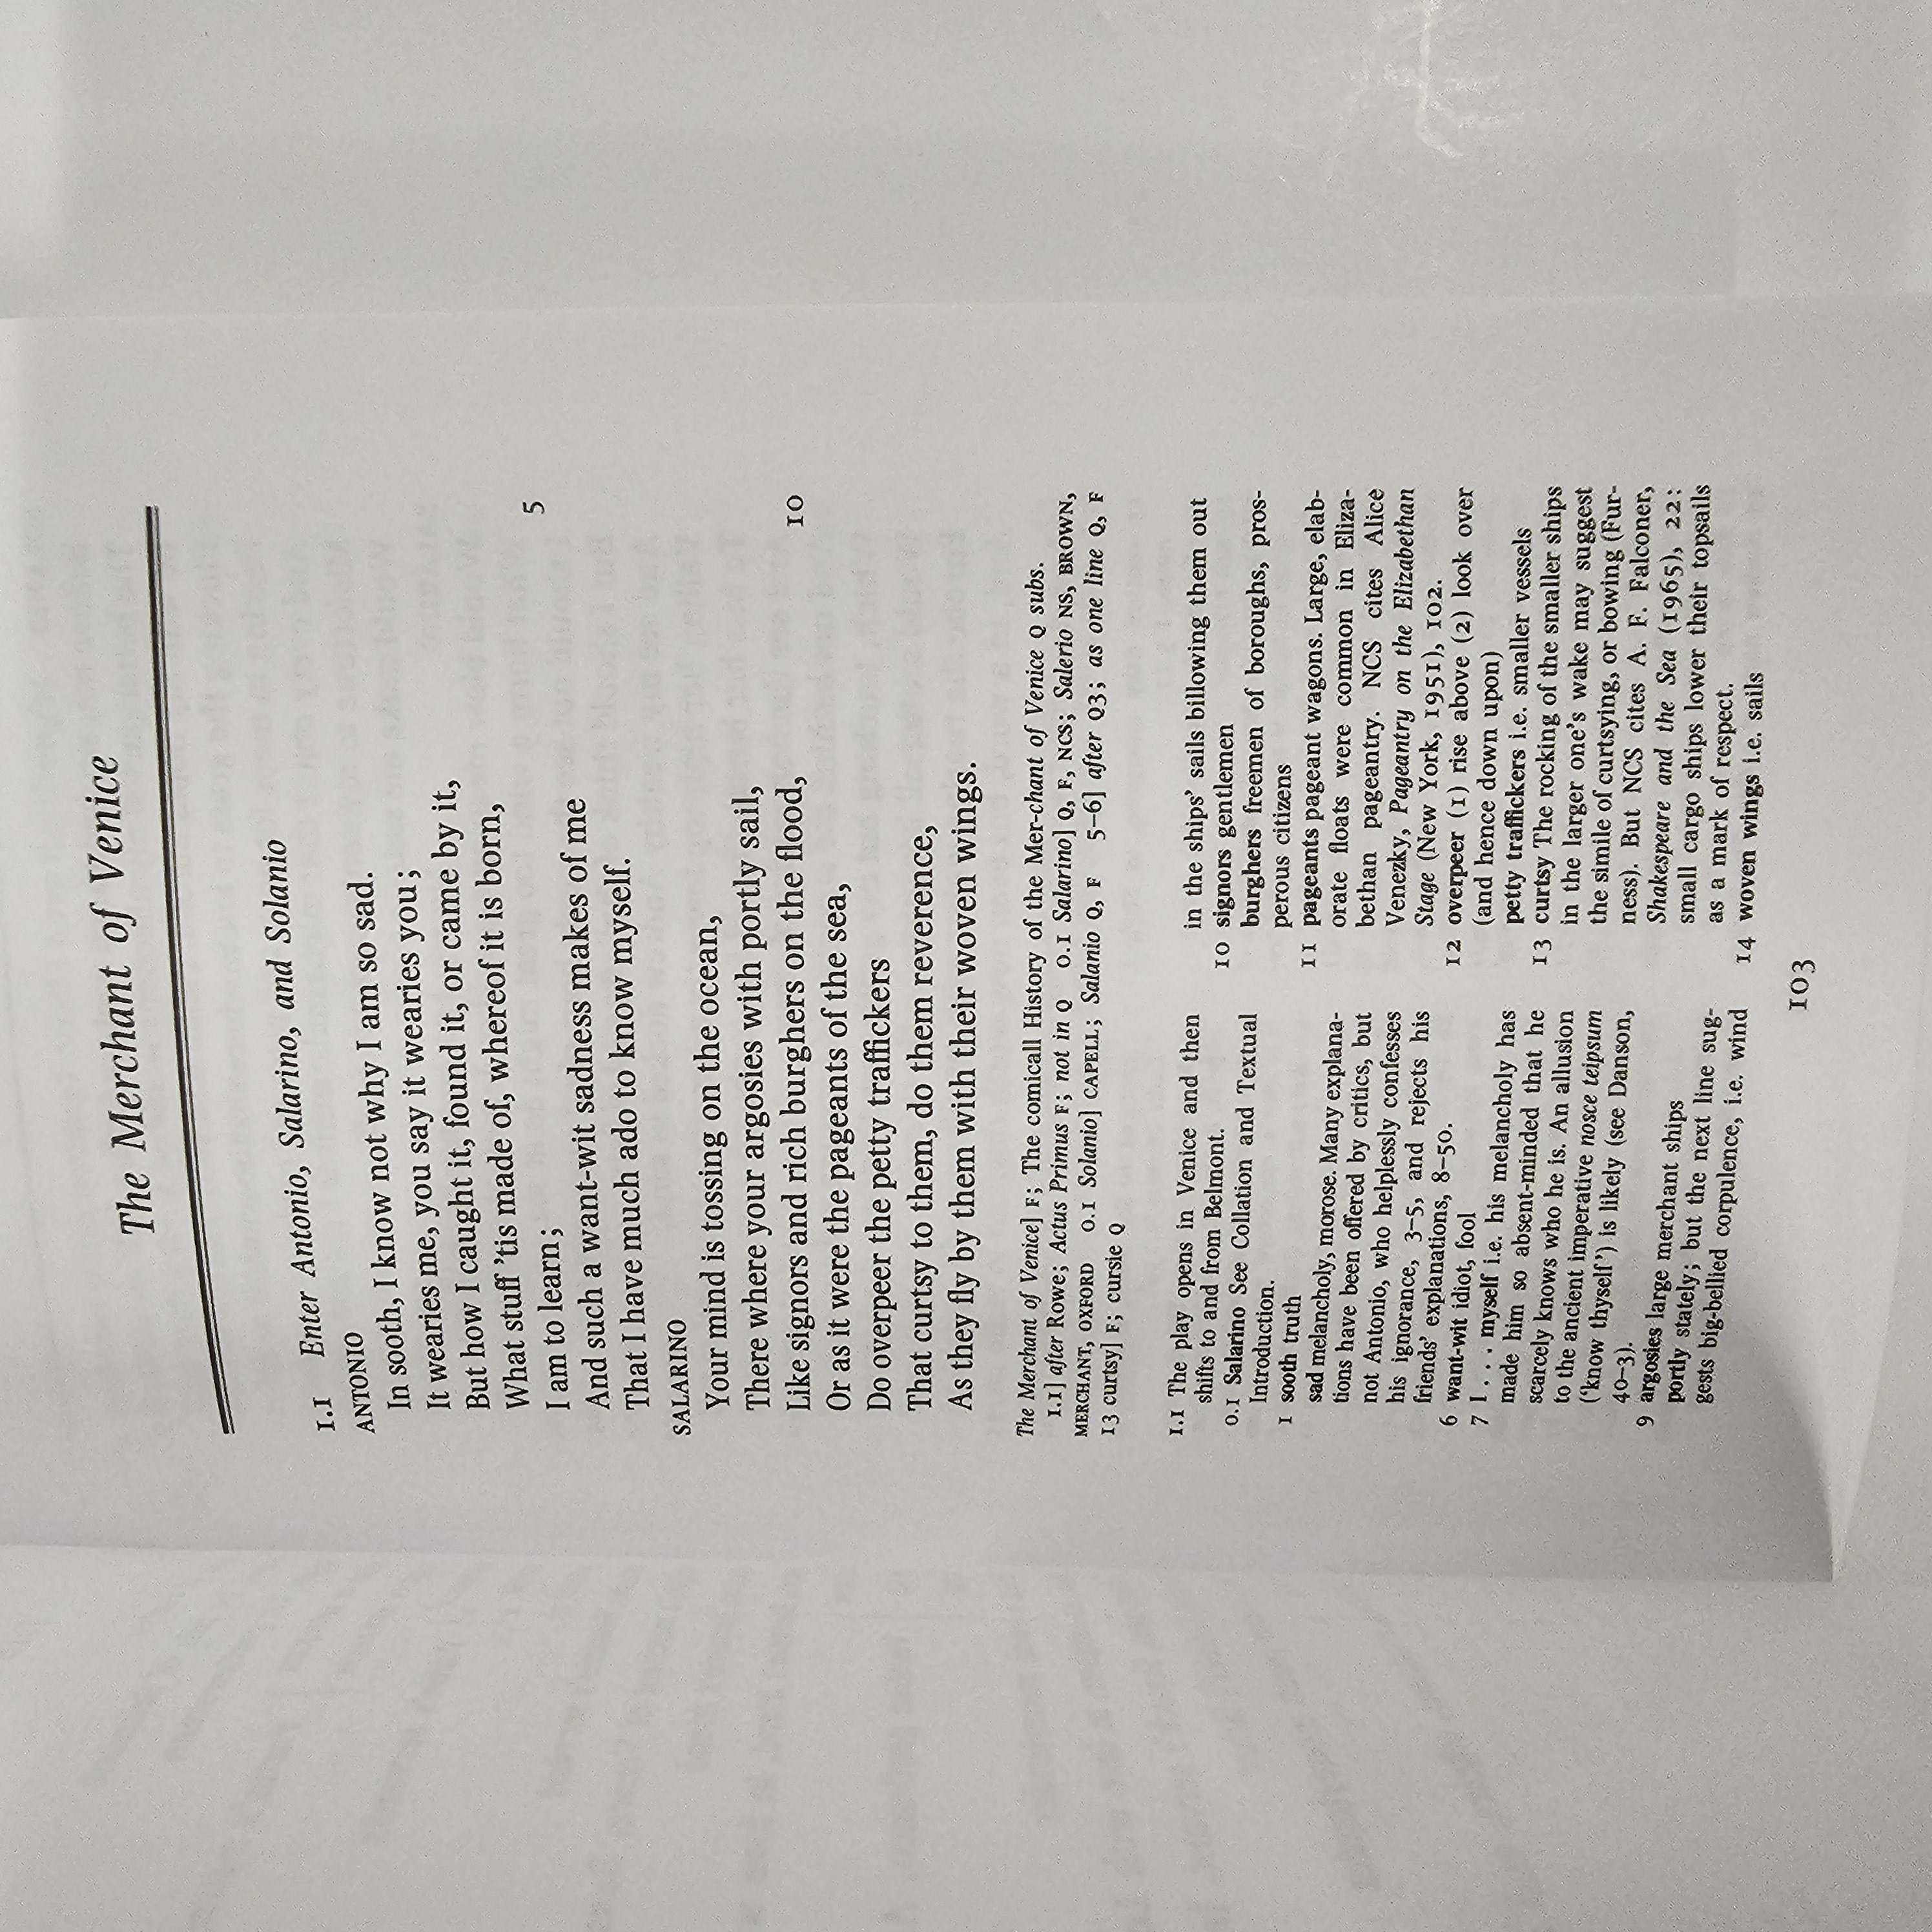 The Merchant of Venice
1.1 Enter Antonio, Salarino, and Solanio
ANTONIO
In sooth, I know not why I am so sad.
It wearies me, you say it wearies you;
But how I caught it, found it, or came by it,
What stuff 'tis made of, whereof it is born,
I am to learn; 5
And such a want-wit sadness makes of me
That I have much ado to know myself.
SALARINO
Your mind is tossing on the ocean,
There where your argosies with portly sail,
Like signors and rich burghers on the flood, 10
Or as it were the pageants of the sea,
Do overpeer the petty traffickers
That curtsy to them, do them reverence,
As they fly by them with their woven wings.
The Merchant of Venice] F; The comicall History of the Mer-chant of Venice Q subs.
1.1] after Rowe; Actus Primus F; not in Q 0.1 Salarino] Q, F, NCS; Salerio NS, BROWN,
MERCHANT, OXFORD 0.1 Solanio] CAPELL; Salanio Q, F 5–6] after Q3; as one line Q, F
13 curtsy] F; cursie Q
1.1 The play opens in Venice and then
shifts to and from Belmont.
0.1 Salarino See Collation and Textual
Introduction.
1 sooth truth
sad melancholy, morose. Many explana-
tions have been offered by critics, but
not Antonio, who helplessly confesses
his ignorance, 3–5, and rejects his
friends' explanations, 8–50.
6 want-wit idiot, fool
7 I . . . myself i.e. his melancholy has
made him so absent-minded that he
scarcely knows who he is. An allusion
to the ancient imperative nosce teipsum
('know thyself') is likely (see Danson,
40–3).
9 argosies large merchant ships
portly stately; but the next line sug-
gests big-bellied corpulence, i.e. wind
in the ships' sails billowing them out
10 signors gentlemen
burghers freemen of boroughs, pros-
perous citizens
11 pageants pageant wagons. Large, elab-
orate floats were common in Eliza-
bethan pageantry. NCS cites Alice
Venezky, Pageantry on the Elizabethan
Stage (New York, 1951), 102.
12 overpeer (1) rise above (2) look over
(and hence down upon)
petty traffickers i.e. smaller vessels
13 curtsy The rocking of the smaller ships
in the larger one's wake may suggest
the simile of curtsying, or bowing (Fur-
ness). But NCS cites A. F. Falconer,
Shakespeare and the Sea (1965), 22:
small cargo ships lower their topsails
as a mark of respect.
14 woven wings i.e. sails
103